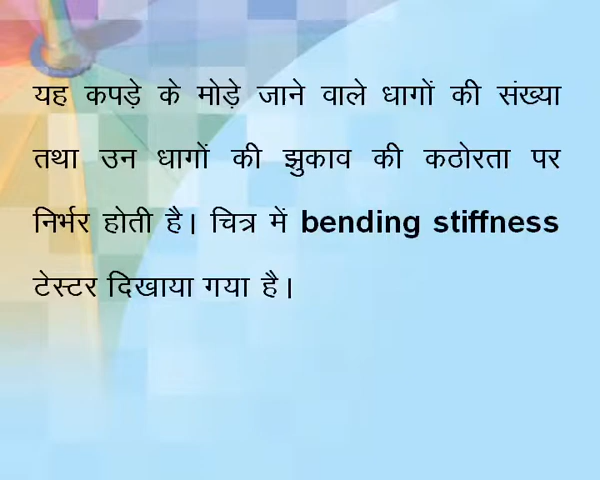 यह कपड़े के मोड़े जाने वाले धागों की संख्या
तथा उन धागों की झुकाव की कठोरता पर
निर्भर होती है। चित्र में bending stiffness
टेस्टर दिखाया गया है।